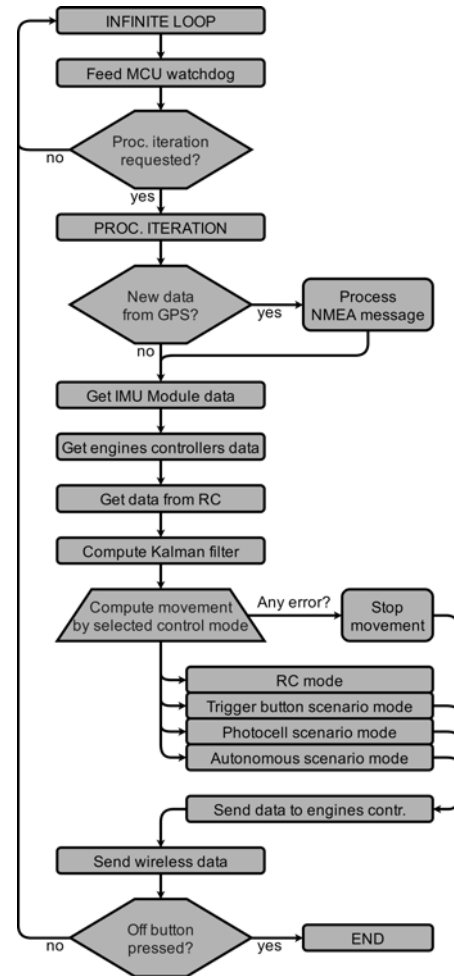 INFINITE LOOP
Feed MCU watchdog
Proc. iteration
requested?
no
yes
PROC. ITERATION
New data
from GPS?
yes
Process
NMEA message
no
Get IMU Module data
Get engines controllers data
Get data from RC
Compute Kalman filter
Compute movement
by selected control mode
Any error?
Stop
movement
RC mode
Trigger button scenario mode
Photocell scenario mode
Autonomous scenario mode
Send data to engines contr.
Send wireless data
Off button
pressed?
no
yes
END